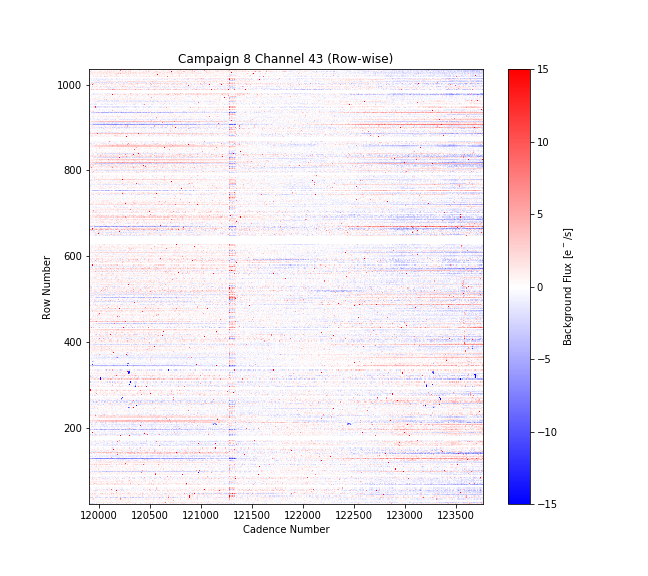 Campaign 8 Channel 43 (Row-wise)
1000
800
600
400
200
Row Number
120000 120500 121000 121500 122000 122500 123000 123500
Cadence Number
15
10
5
0
−5
−10
−15
Background Flux [e⁻/s]